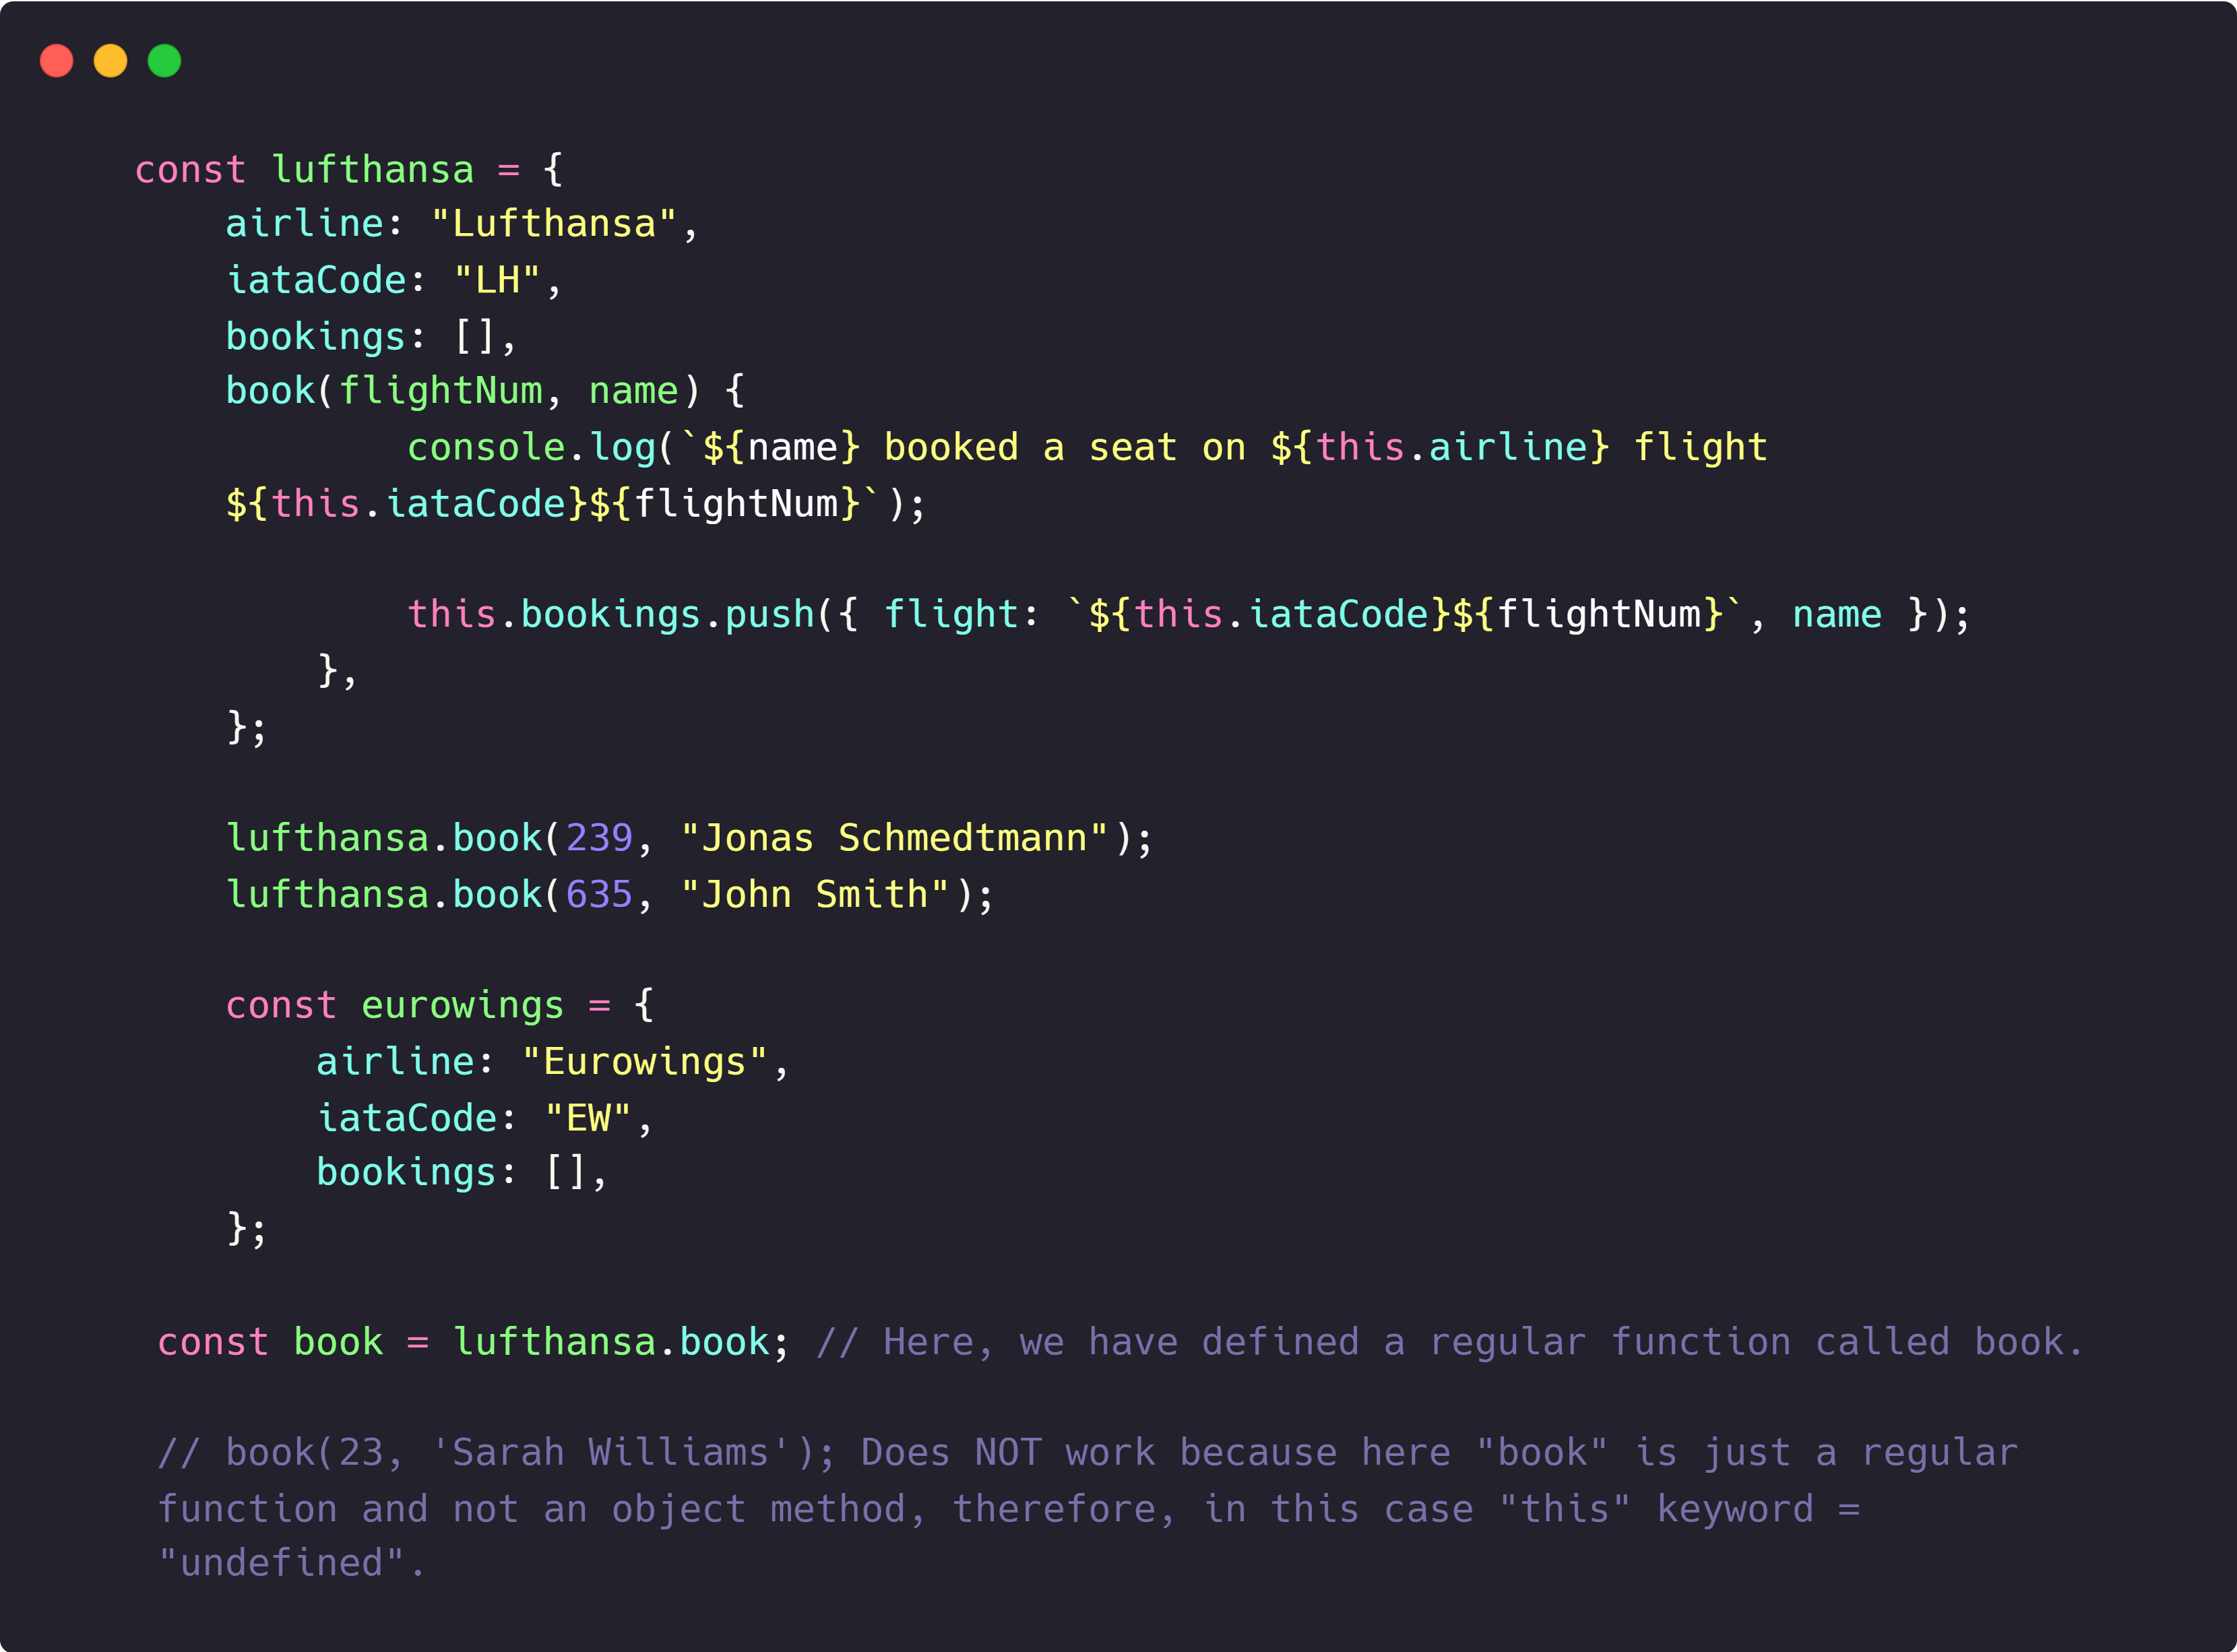 const lufthansa = {
    airline: "Lufthansa",
    iataCode: "LH",
    bookings: [],
    book(flightNum, name) {
            console.log(`${name} booked a seat on ${this.airline} flight
    ${this.iataCode}${flightNum}`);

            this.bookings.push({ flight: `${this.iataCode}${flightNum}`, name });
        },
    };

    lufthansa.book(239, "Jonas Schmedtmann");
    lufthansa.book(635, "John Smith");

    const eurowings = {
        airline: "Eurowings",
        iataCode: "EW",
        bookings: [],
    };

 const book = lufthansa.book; // Here, we have defined a regular function called book.

 // book(23, 'Sarah Williams'); Does NOT work because here "book" is just a regular
 function and not an object method, therefore, in this case "this" keyword =
 "undefined".